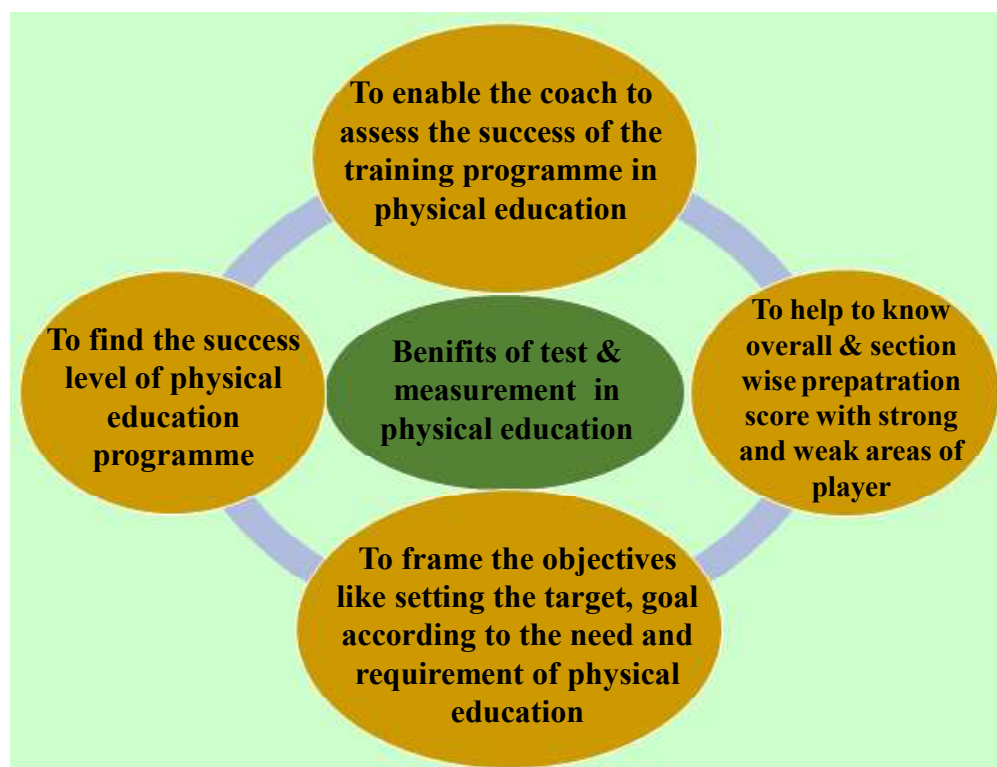 To enable the coach to
assess the success of the
training programme in
physical education
To find the success
level of physical
education
programme
Benifits of test &
measurement in
physical education
To help to know
overall & section
wise prepatration
score with strong
and weak areas of
player
To frame the objectives
like setting the target, goal
according to the need and
requirement of physical
education